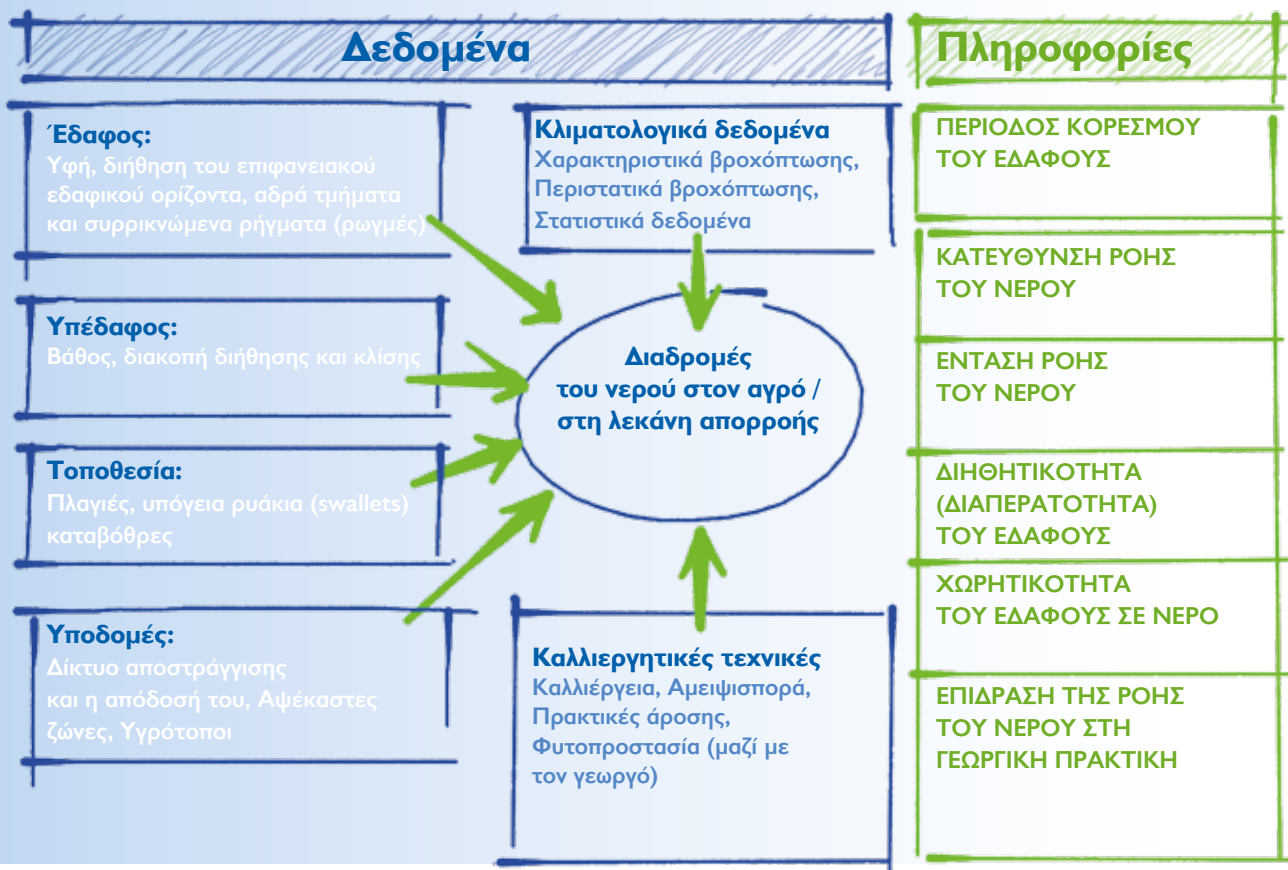 Δεδομένα
Έδαφος:
Υφή, διήθηση του επιφανειακού
εδαφικού ορίζοντα, αδρά τμήματα
και συρρικνώμενα ρήγματα (ρωγμές)
Υπέδαφος:
Βάθος, διακοπή διήθησης και κλίσης
Τοποθεσία:
Πλαγιές, υπόγεια ρυάκια (swallets)
καταβόθρες
Υποδομές:
Δίκτυο αποστράγγισης
και η απόδοσή του, Αψέκαστες
ζώνες, Υγρότοποι
Κλιματολογικά δεδομένα
Χαρακτηριστικά βροχόπτωσης,
Περιστατικά βροχόπτωσης,
Στατιστικά δεδομένα
Διαδρομές
του νερού στον αγρό /
στη λεκάνη απορροής
Καλλιεργητικές τεχνικές
Καλλιέργεια, Αμειψισπορά,
Πρακτικές άροσης,
Φυτοπροστασία (μαζί με
τον γεωργό)
Πληροφορίες
ΠΕΡΙΟΔΟΣ ΚΟΡΕΣΜΟΥ
ΤΟΥ ΕΔΑΦΟΥΣ
ΚΑΤΕΥΘΥΝΣΗ ΡΟΗΣ
ΤΟΥ ΝΕΡΟΥ
ΕΝΤΑΣΗ ΡΟΗΣ
ΤΟΥ ΝΕΡΟΥ
ΔΙΗΘΗΤΙΚΟΤΗΤΑ
(ΔΙΑΠΕΡΑΤΟΤΗΤΑ)
ΤΟΥ ΕΔΑΦΟΥΣ
ΧΩΡΗΤΙΚΟΤΗΤΑ
ΤΟΥ ΕΔΑΦΟΥΣ ΣΕ ΝΕΡΟ
ΕΠΙΔΡΑΣΗ ΤΗΣ ΡΟΗΣ
ΤΟΥ ΝΕΡΟΥ ΣΤΗ
ΓΕΩΡΓΙΚΗ ΠΡΑΚΤΙΚΗ